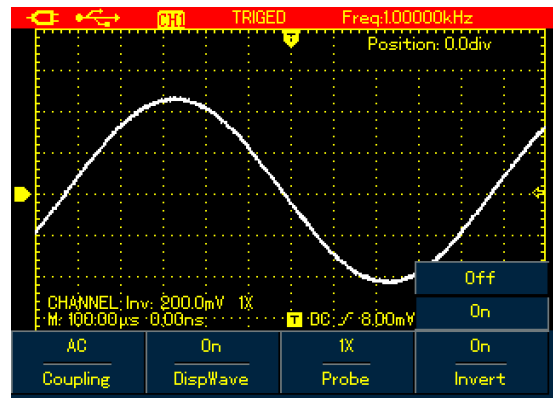 CH1 TRIGED Freq:1.00000kHz
T
Position: 0.0div
Off
CHANNEL: Inv: 200.0mV 1X
On
M: 100.00μs 0.00ns: T DC: 8.00mV
AC On 1X On
Coupling DispWave Probe Invert